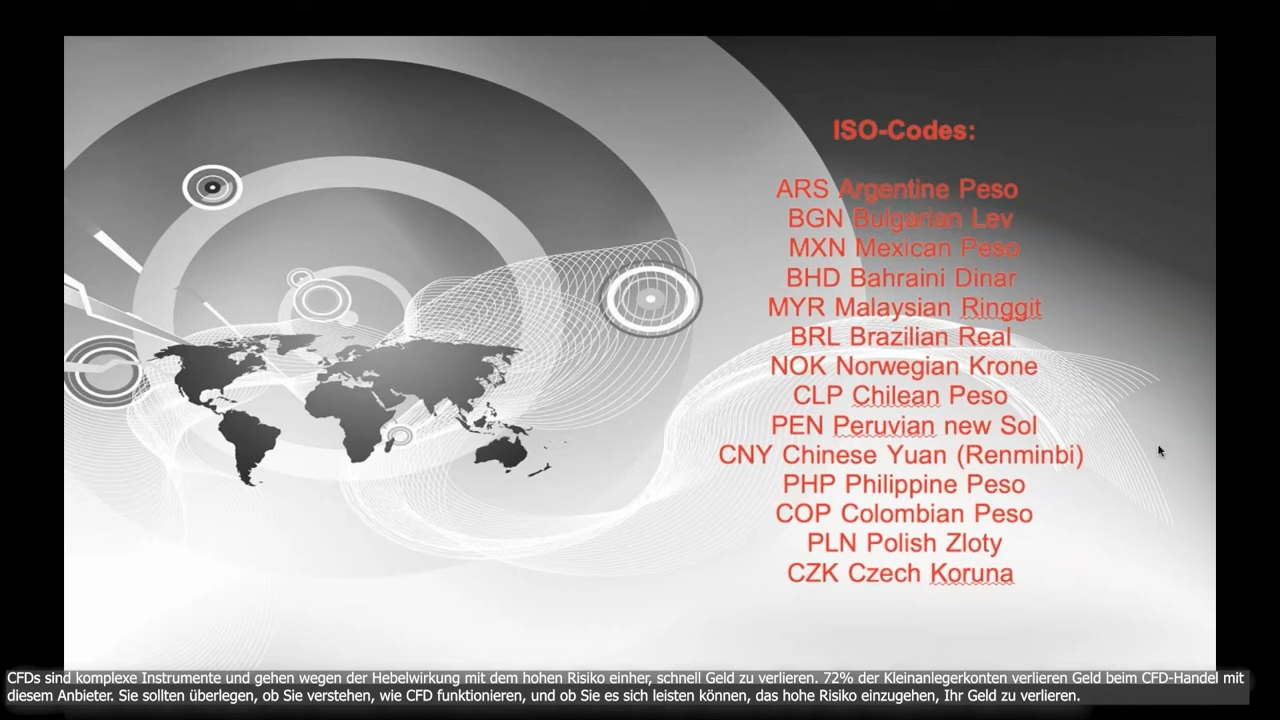 ISO-Codes:
ARS Argentine Peso
BGN Bulgarian Lev
MXN Mexican Peso
BHD Bahraini Dinar
MYR Malaysian Ringgit
BRL Brazilian Real
NOK Norwegian Krone
CLP Chilean Peso
PEN Peruvian new Sol
CNY Chinese Yuan (Renminbi)
PHP Philippine Peso
COP Colombian Peso
PLN Polish Zloty
CZK Czech Koruna
CFDs sind komplexe Instrumente und gehen wegen der Hebelwirkung mit dem hohen Risiko einher, schnell Geld zu verlieren. 72% der Kleinanlegerkonten verlieren Geld beim CFD-Handel mit
diesem Anbieter. Sie sollten überlegen, ob Sie verstehen, wie CFD funktionieren, und ob Sie es sich leisten können, das hohe Risiko einzugehen, Ihr Geld zu verlieren.